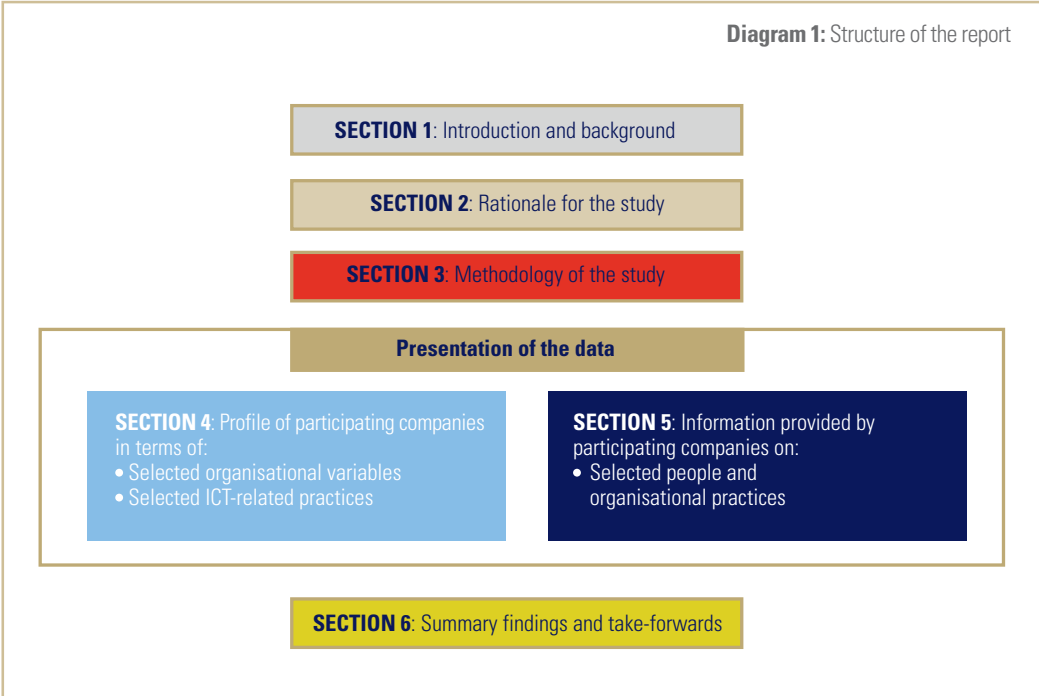 Diagram 1: Structure of the report
SECTION 1: Introduction and background
SECTION 2: Rationale for the study
SECTION 3: Methodology of the study
Presentation of the data
SECTION 4: Profile of participating companies
in terms of:
• Selected organisational variables
• Selected ICT-related practices
SECTION 5: Information provided by
participating companies on:
• Selected people and
organisational practices
SECTION 6: Summary findings and take-forwards